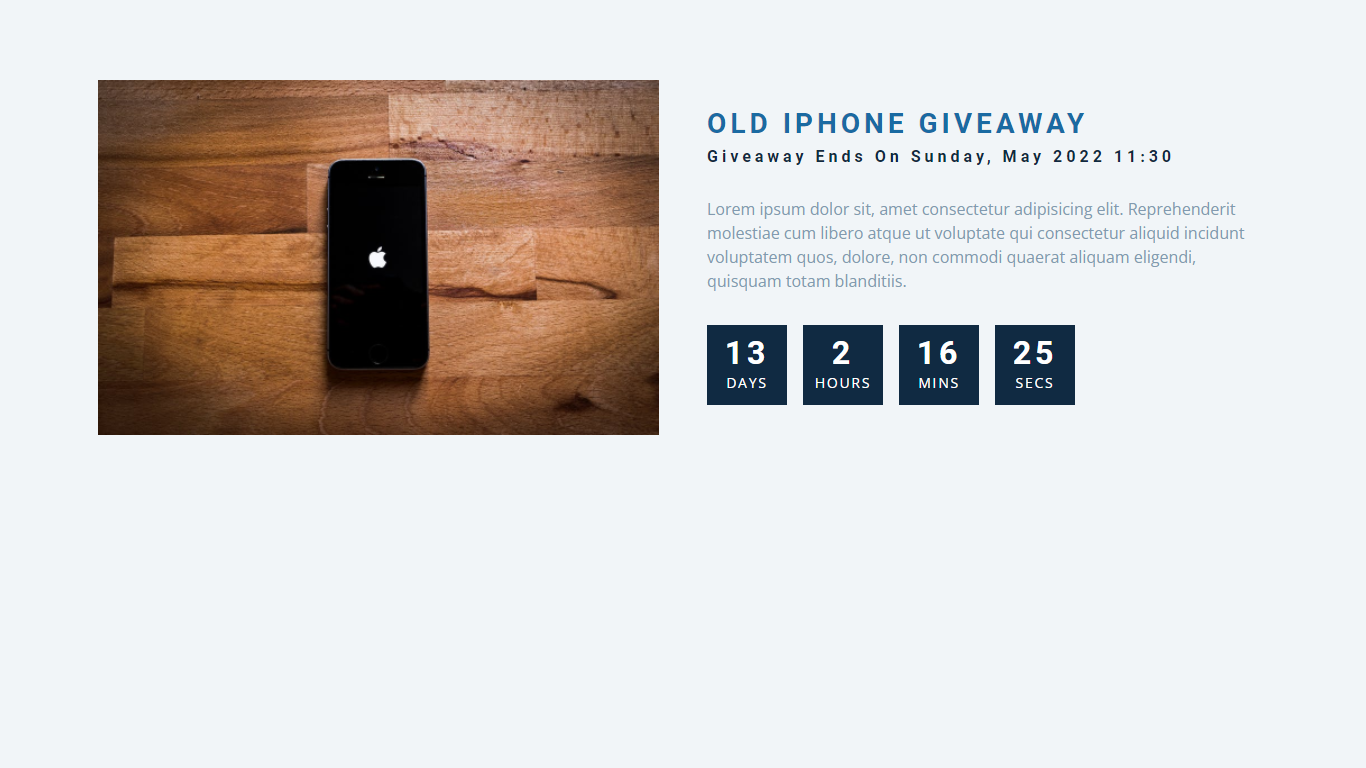 OLD IPHONE GIVEAWAY
Giveaway Ends On Sunday, May 2022 11:30
Lorem ipsum dolor sit, amet consectetur adipisicing elit. Reprehenderit
molestiae cum libero atque ut voluptate qui consectetur aliquid incidunt
voluptatem quos, dolore, non commodi quaerat aliquam eligendi,
quisquam totam blanditiis.
13 2 16 25
DAYS HOURS MINS SECS